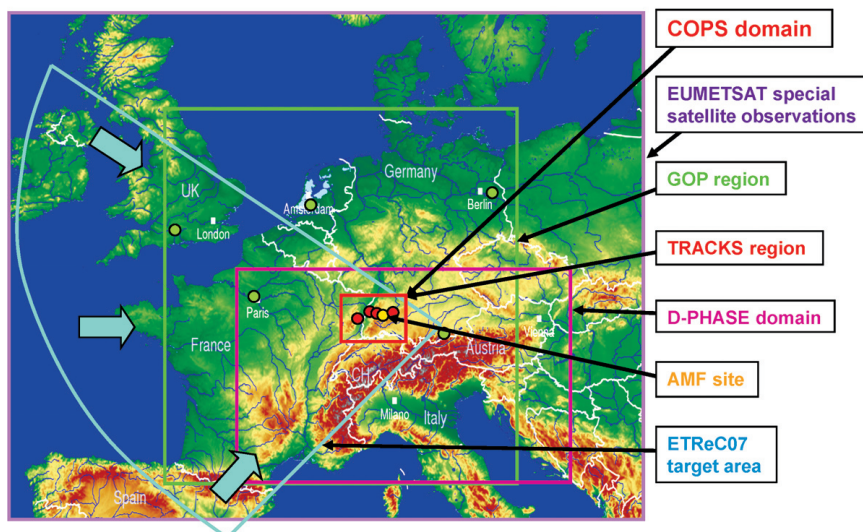 COPS domain
EUMETSAT special
satellite observations
GOP region
TRACKS region
D-PHASE domain
AMF site
ETReC07
target area
Germany
UK
Amsterdam
Berlin
London
Paris
Vienna
France
Austria
CH
Milano
Italy
Spain